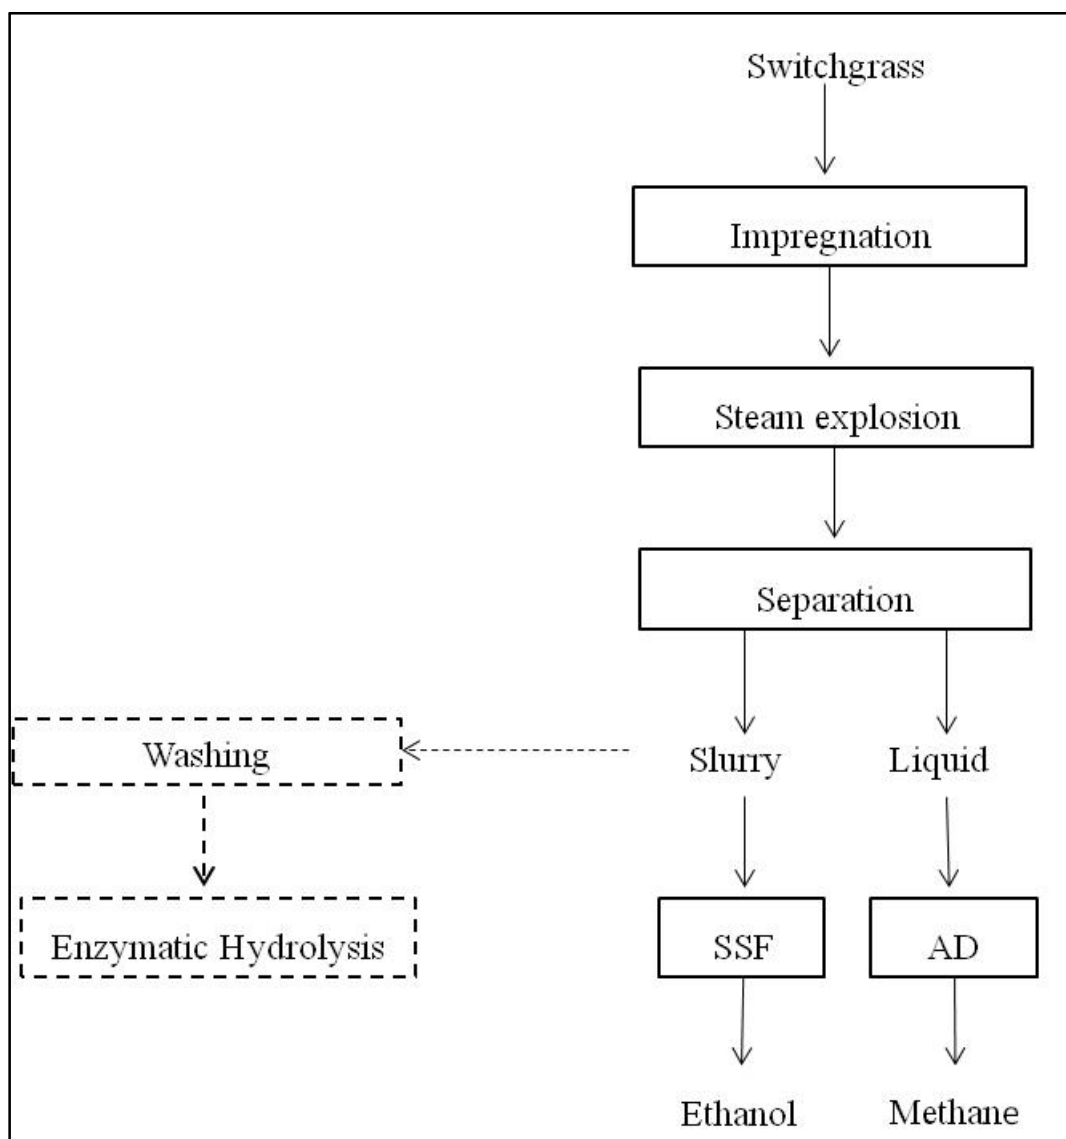 Switchgrass
Impregnation
Steam explosion
Separation
Washing
Slurry
Liquid
Enzymatic Hydrolysis
SSF
AD
Ethanol
Methane